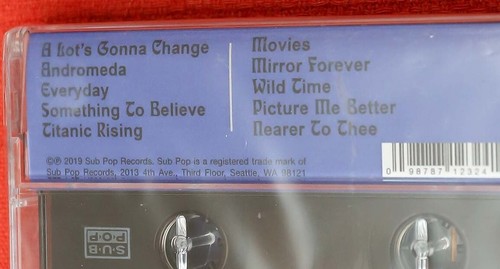 A Lot's Gonna Change
Andromeda
Everyday
Something To Believe
Titanic Rising
Movies
Mirror Forever
Wild Time
Picture Me Better
Nearer To Thee
©℗ 2019 Sub Pop Records. Sub Pop is a registered trade mark of
Sub Pop Records, 2013 4th Ave., Third Floor, Seattle, WA 98121
0 98787 12324
SUB
POP